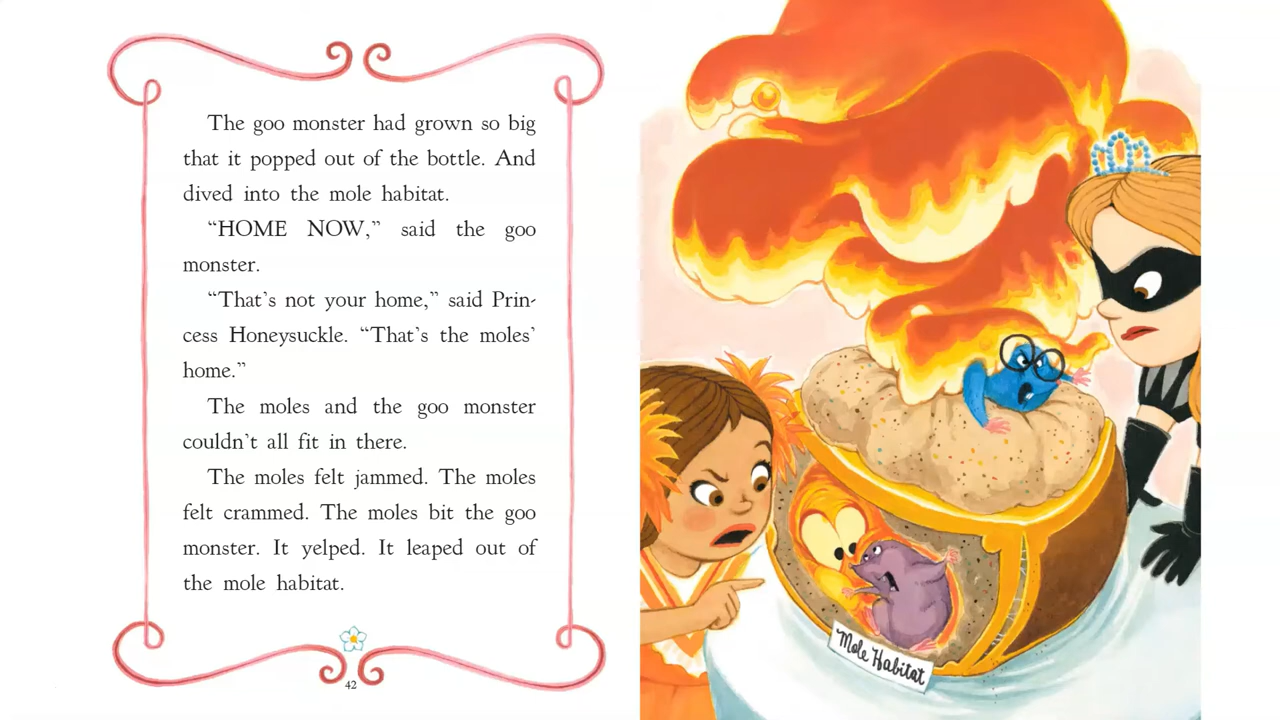 The goo monster had grown so big
that it popped out of the bottle. And
dived into the mole habitat.
“HOME NOW,” said the goo
monster.
“That’s not your home,” said Prin-
cess Honeysuckle. “That’s the moles’
home.”
The moles and the goo monster
couldn’t all fit in there.
The moles felt jammed. The moles
felt crammed. The moles bit the goo
monster. It yelped. It leaped out of
the mole habitat.
42
Mole Habitat